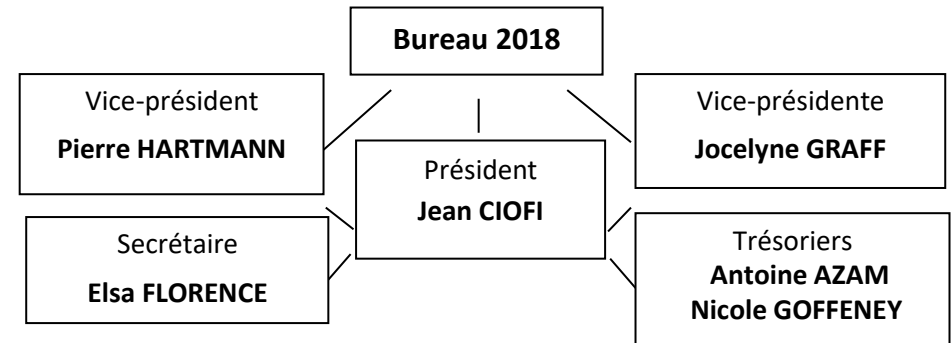 Bureau 2018
Vice-président
Pierre HARTMANN
Vice-présidente
Jocelyne GRAFF
Président
Jean CIOFI
Secrétaire
Elsa FLORENCE
Trésoriers
Antoine AZAM
Nicole GOFFENEY